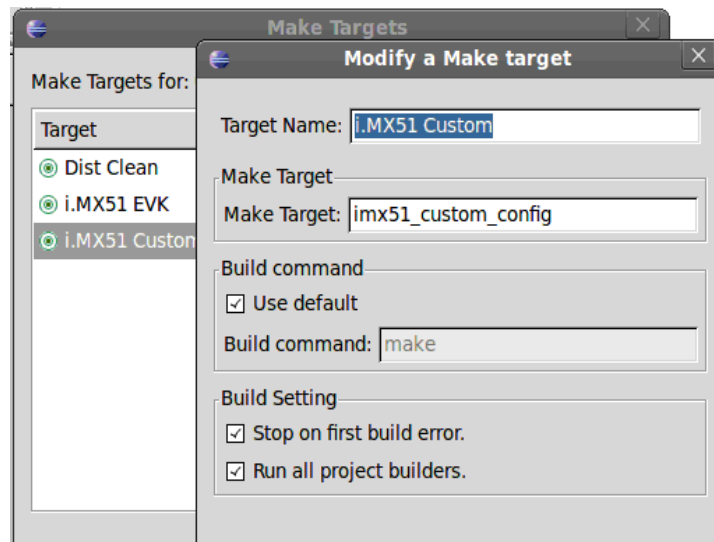 Make Targets
Modify a Make target
Make Targets for:
Target
Dist Clean
i.MX51 EVK
i.MX51 Custom
Target Name: i.MX51 Custom
Make Target
Make Target: imx51_custom_config
Build command
Use default
Build command: make
Build Setting
Stop on first build error.
Run all project builders.